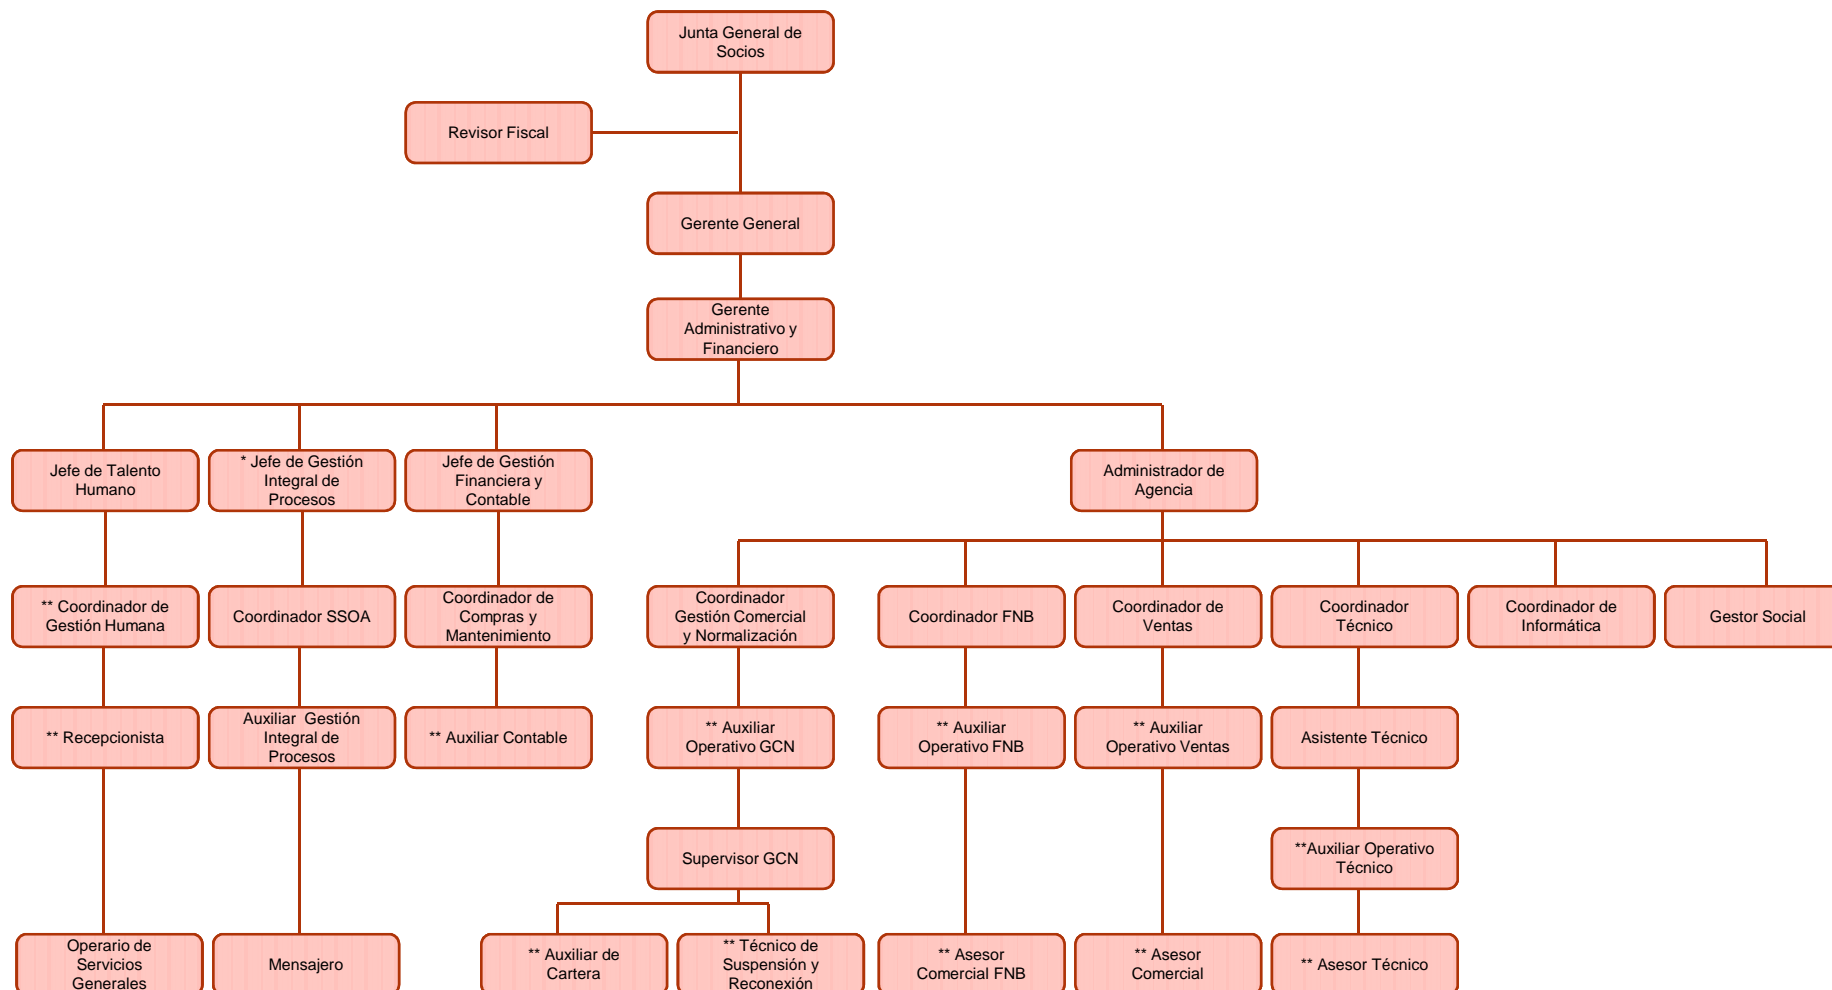 Junta General de
Socios
Revisor Fiscal
Gerente General
Gerente
Administrativo y
Financiero
Jefe de Talento
Humano
* Jefe de Gestión
Integral de
Procesos
Jefe de Gestión
Financiera y
Contable
Administrador de
Agencia
** Coordinador de
Gestión Humana
Coordinador SSOA
Coordinador de
Compras y
Mantenimiento
Coordinador
Gestión Comercial
y Normalización
Coordinador FNB
Coordinador de
Ventas
Coordinador
Técnico
Coordinador de
Informática
Gestor Social
** Recepcionista
Auxiliar  Gestión
Integral de
Procesos
** Auxiliar Contable
** Auxiliar
Operativo GCN
** Auxiliar
Operativo FNB
** Auxiliar
Operativo Ventas
Asistente Técnico
Supervisor GCN
**Auxiliar Operativo
Técnico
Operario de
Servicios
Generales
Mensajero
** Auxiliar de
Cartera
** Técnico de
Suspensión y
Reconexión
** Asesor
Comercial FNB
** Asesor
Comercial
** Asesor Técnico